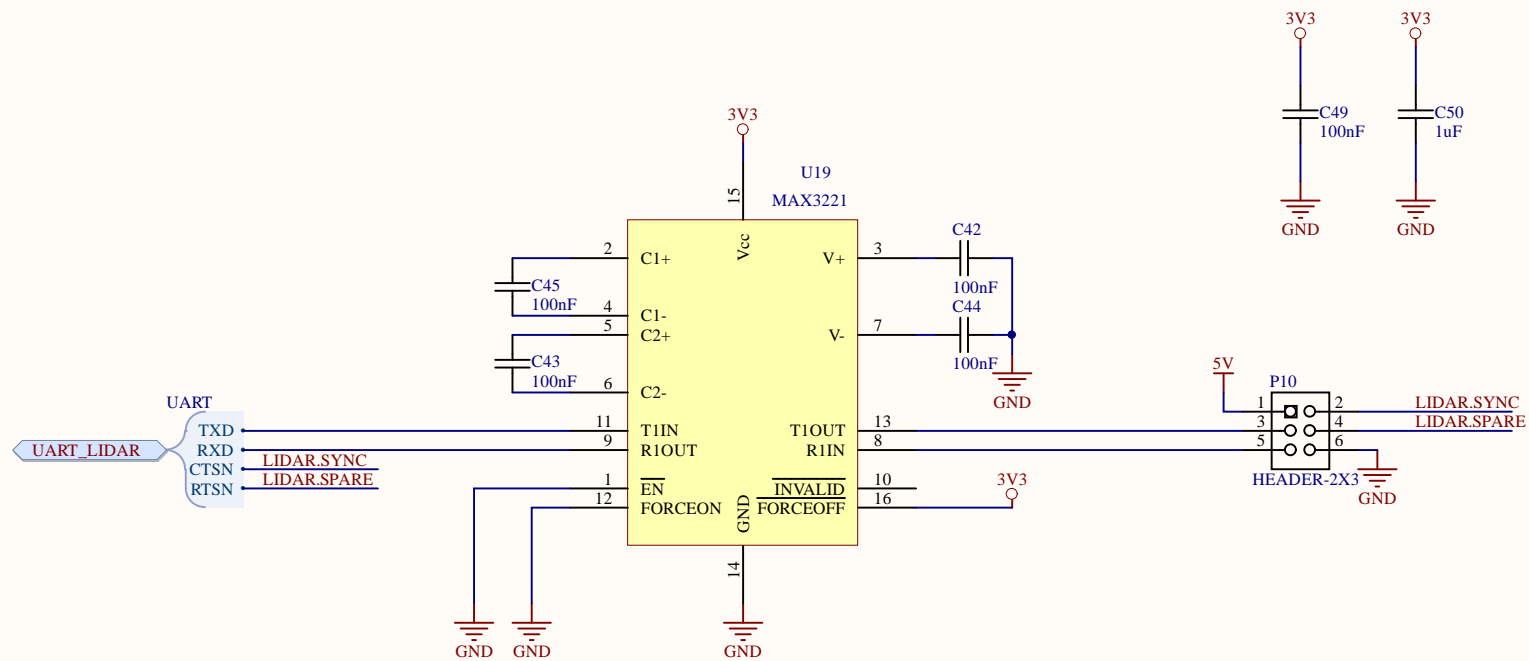 3V3
3V3
C49
100nF
C50
1uF
GND
GND
3V3
U19
MAX3221
15
Vcc
2
C1+
V+
3
C42
100nF
C45
100nF
4
C1-
5
C2+
V-
7
C44
100nF
C43
100nF
6
C2-
GND
5V
P10
UART
1
2
LIDAR.SYNC
TXD
11
T1IN
T1OUT
13
3
4
LIDAR.SPARE
UART_LIDAR
RXD
9
R1OUT
R1IN
8
5
6
CTSN
LIDAR.SYNC
RTSN
LIDAR.SPARE
1
EN
INVALID
10
3V3
HEADER-2X3
GND
12
FORCEON
GND
FORCEOFF
16
14
GND
GND
GND